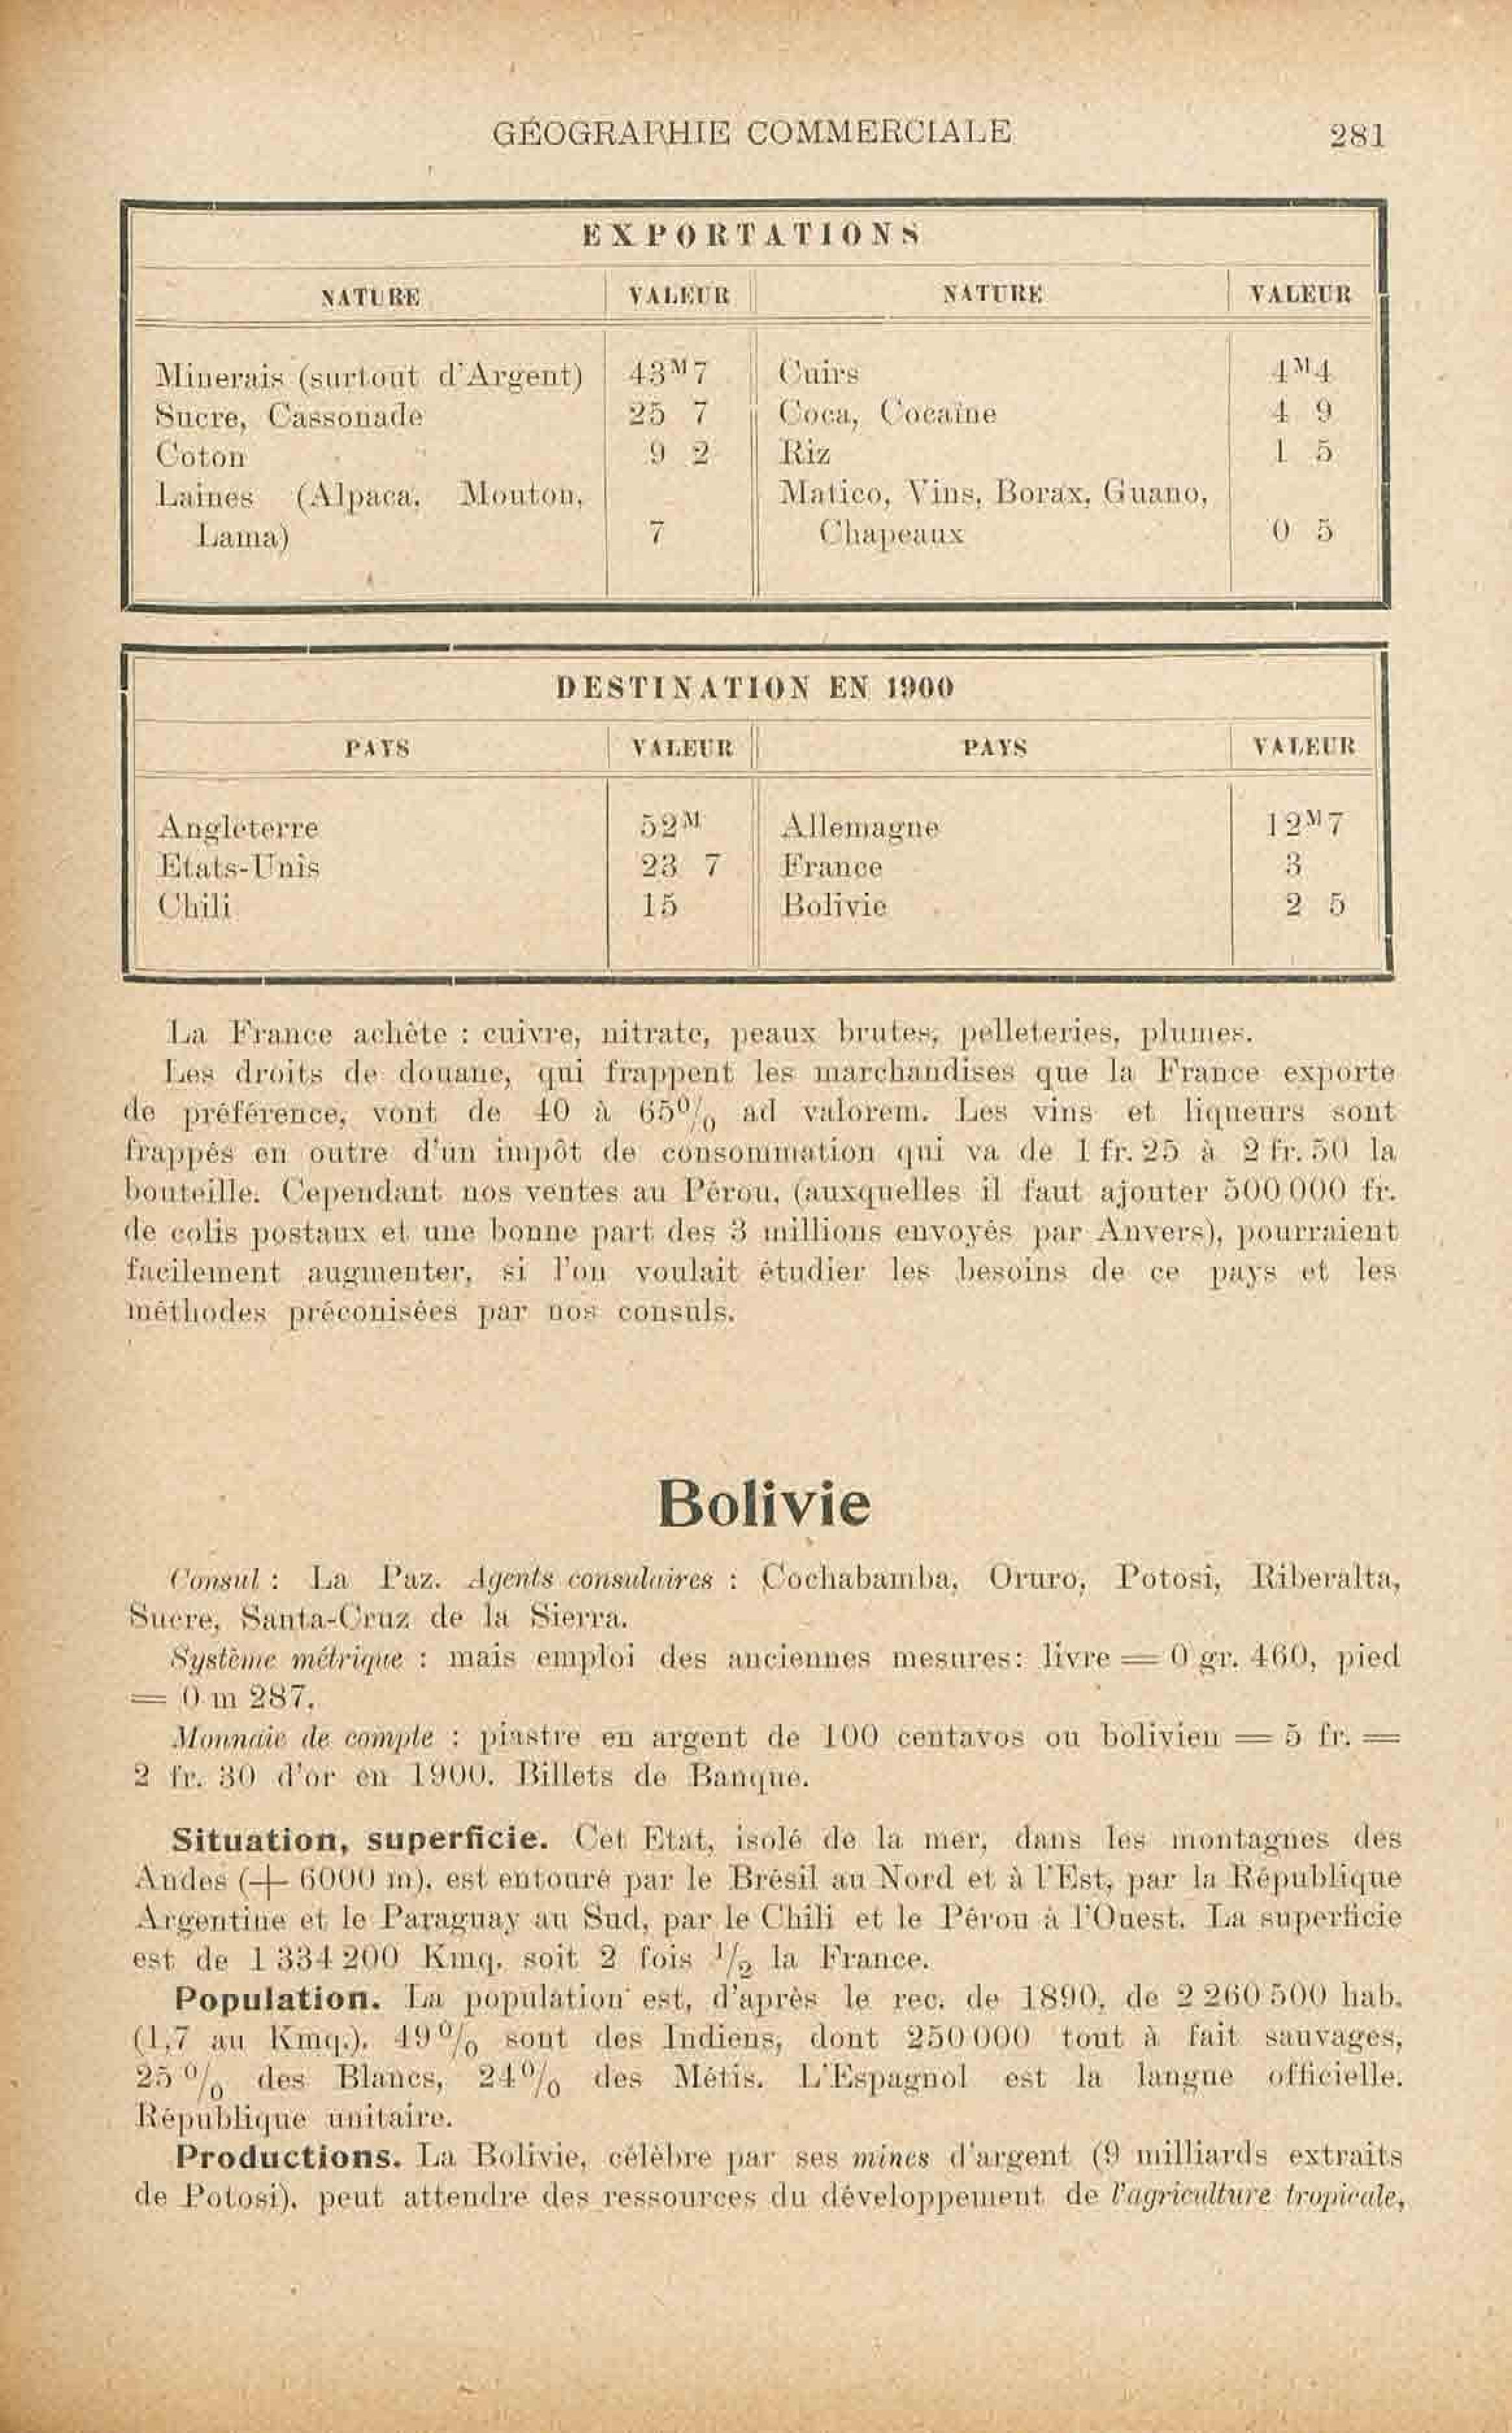 GÉOGRAPHIE COMMERCIALE 281
EXPORTATIONS
NATURE VALEUR NATURE VALEUR
Minerais (surtout d'Argent) 43ᴹ7 Cuirs 4ᴹ4
Sucre, Cassonade 25 7 Coca, Cocaïne 4 9
Coton 9 2 Riz 1 5
Laines (Alpaca, Mouton, Matico, Vins, Borax, Guano,
Lama) 7 Chapeaux 0 5
DESTINATION EN 1900
PAYS VALEUR PAYS VALEUR
Angleterre 52ᴹ Allemagne 12ᴹ7
Etats-Unis 23 7 France 3
Chili 15 Bolivie 2 5
La France achète : cuivre, nitrate, peaux brutes, pelleteries, plumes.
Les droits de douane, qui frappent les marchandises que la France exporte
de préférence, vont de 40 à 65 0/0 ad valorem. Les vins et liqueurs sont
frappés en outre d'un impôt de consommation qui va de 1 fr. 25 à 2 fr. 50 la
bouteille. Cependant nos ventes au Pérou, (auxquelles il faut ajouter 500 000 fr.
de colis postaux et une bonne part des 3 millions envoyés par Anvers), pourraient
facilement augmenter, si l'on voulait étudier les besoins de ce pays et les
méthodes préconisées par nos consuls.
Bolivie
Consul : La Paz. Agents consulaires : Cochabamba, Oruro, Potosi, Riberalta,
Sucre, Santa-Cruz de la Sierra.
Système métrique : mais emploi des anciennes mesures: livre = 0 gr. 460, pied
= 0 m 287.
Monnaie de compte : piastre en argent de 100 centavos ou bolivien = 5 fr. =
2 fr. 30 d'or en 1900. Billets de Banque.
Situation, superficie. Cet Etat, isolé de la mer, dans les montagnes des
Andes (+ 6000 m), est entouré par le Brésil au Nord et à l'Est, par la République
Argentine et le Paraguay au Sud, par le Chili et le Pérou à l'Ouest. La superficie
est de 1 334 200 Kmq, soit 2 fois 1/2 la France.
Population. La population est, d'après le rec. de 1890, de 2 260 500 hab.
(1,7 au Kmq.). 49 0/0 sont des Indiens, dont 250 000 tout à fait sauvages,
25 0/0 des Blancs, 24 0/0 des Métis. L'Espagnol est la langue officielle.
République unitaire.
Productions. La Bolivie, célèbre par ses mines d'argent (9 milliards extraits
de Potosi), peut attendre des ressources du développement de l'agriculture tropicale,